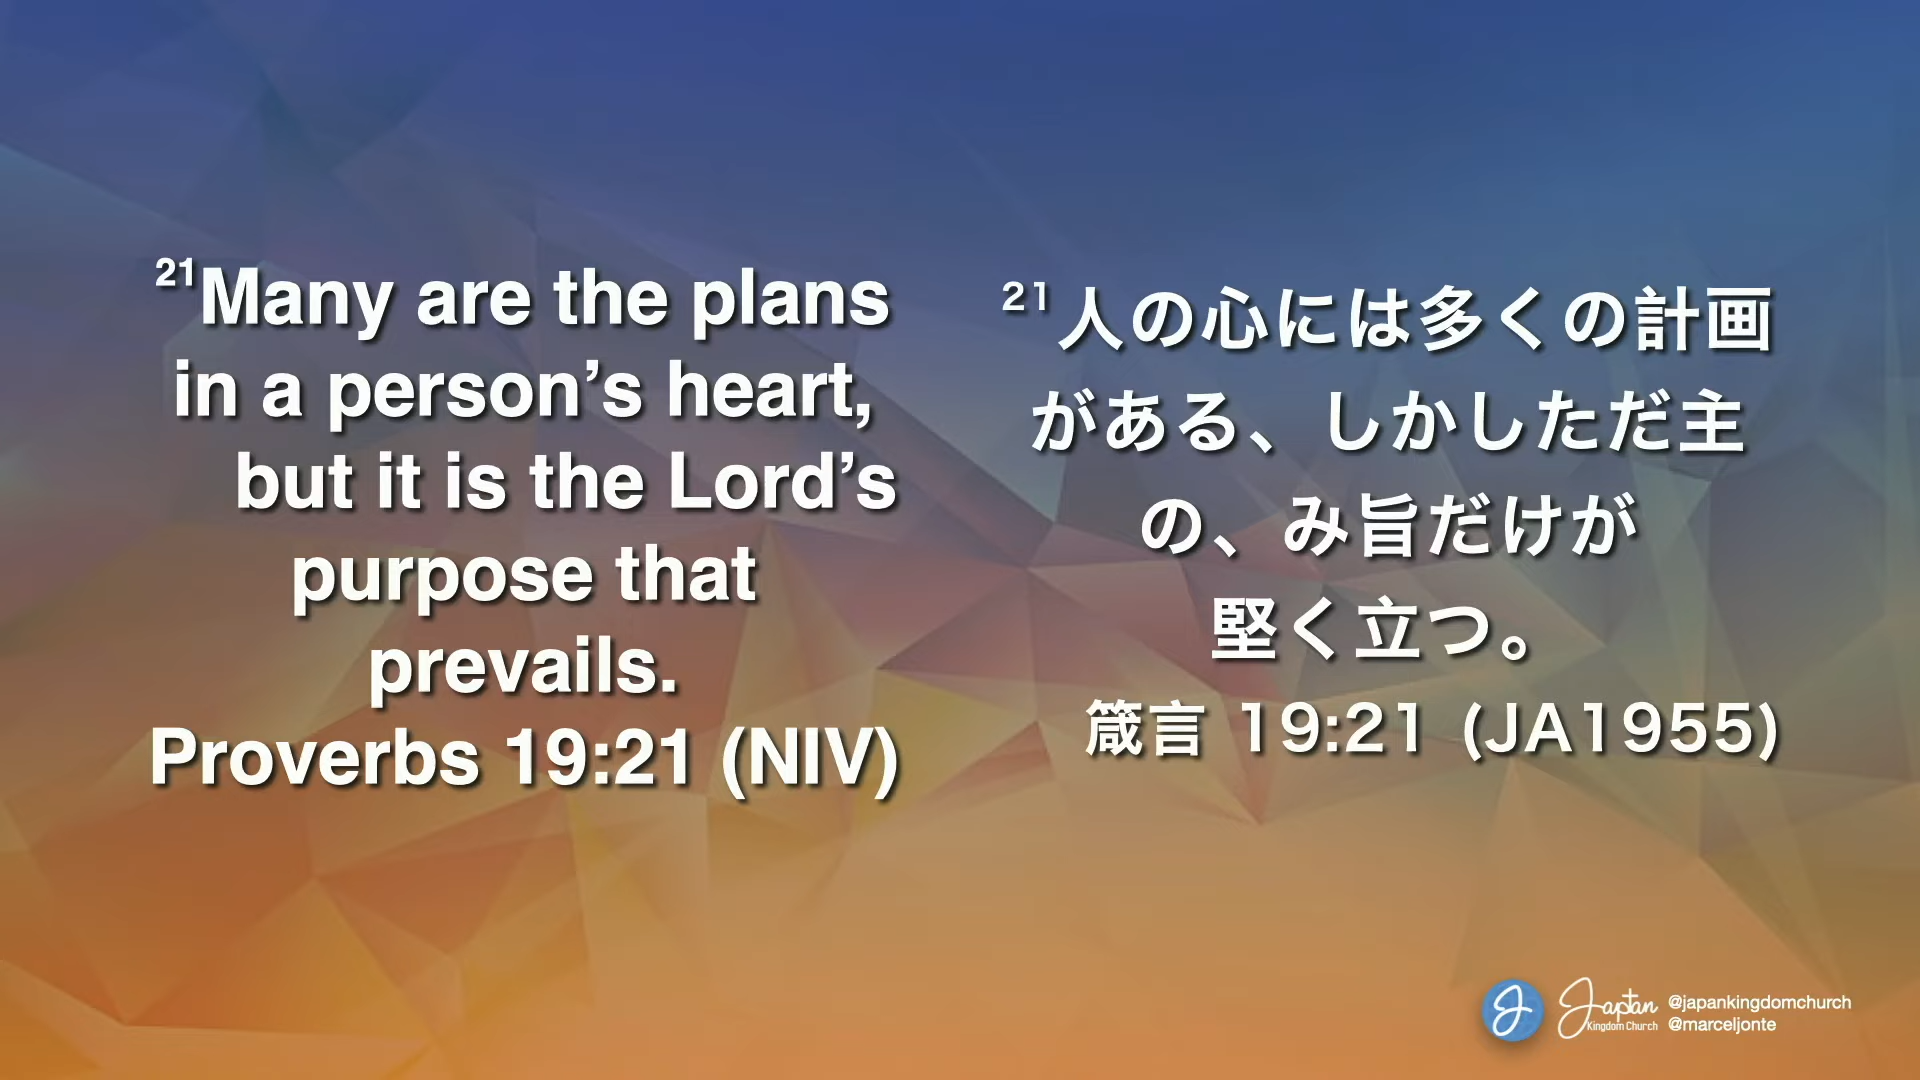 ²¹Many are the plans
in a person’s heart,
but it is the Lord’s
purpose that
prevails.
Proverbs 19:21 (NIV)
²¹人の心には多くの計画
がある、しかしただ主
の、み旨だけが
堅く立つ。
箴言 19:21 (JA1955)
Japan
Kingdom Church
@japankingdomchurch
@marceljonte